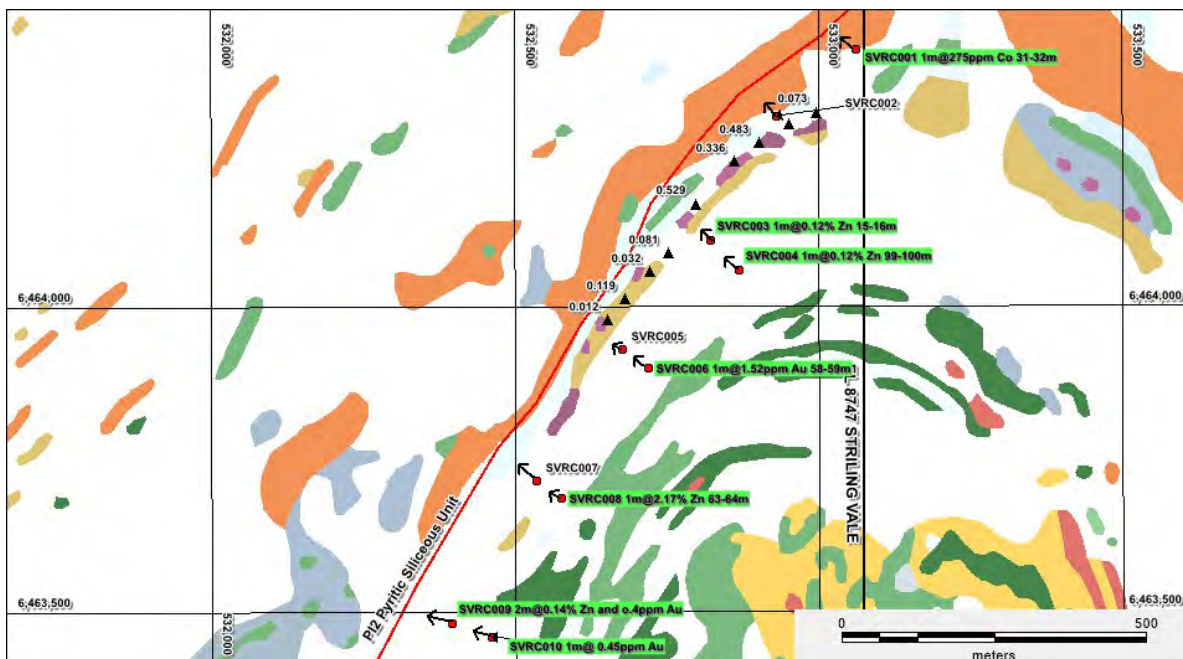 532,000
532,500
533,000
533,500
SVRC001 1m@275ppm Co 31-32m
0.073
SVRC002
0.483
0.336
0.529
SVRC003 1m@0.12% Zn 15-16m
0.081
SVRC004 1m@0.12% Zn 99-100m
0.032
0.119
6,464,000
6,464,000
0.012
SVRC005
SVRC006 1m@1.52ppm Au 58-59m
L 8747 STRILING VALE
SVRC007
SVRC008 1m@2.17% Zn 63-64m
PI2 Pyritic Siliceous Unit
6,463,500
6,463,500
SVRC009 2m@0.14% Zn and o.4ppm Au
532,000
SVRC010 1m@ 0.45ppm Au
0
500
meters